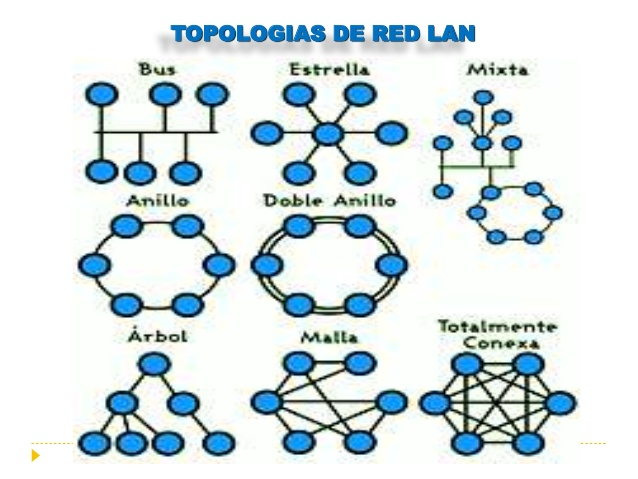 TOPOLOGIAS DE RED LAN
Bus
Estrella
Mixta
Anillo
Doble Anillo
Árbol
Malla
Totalmente
Conexa